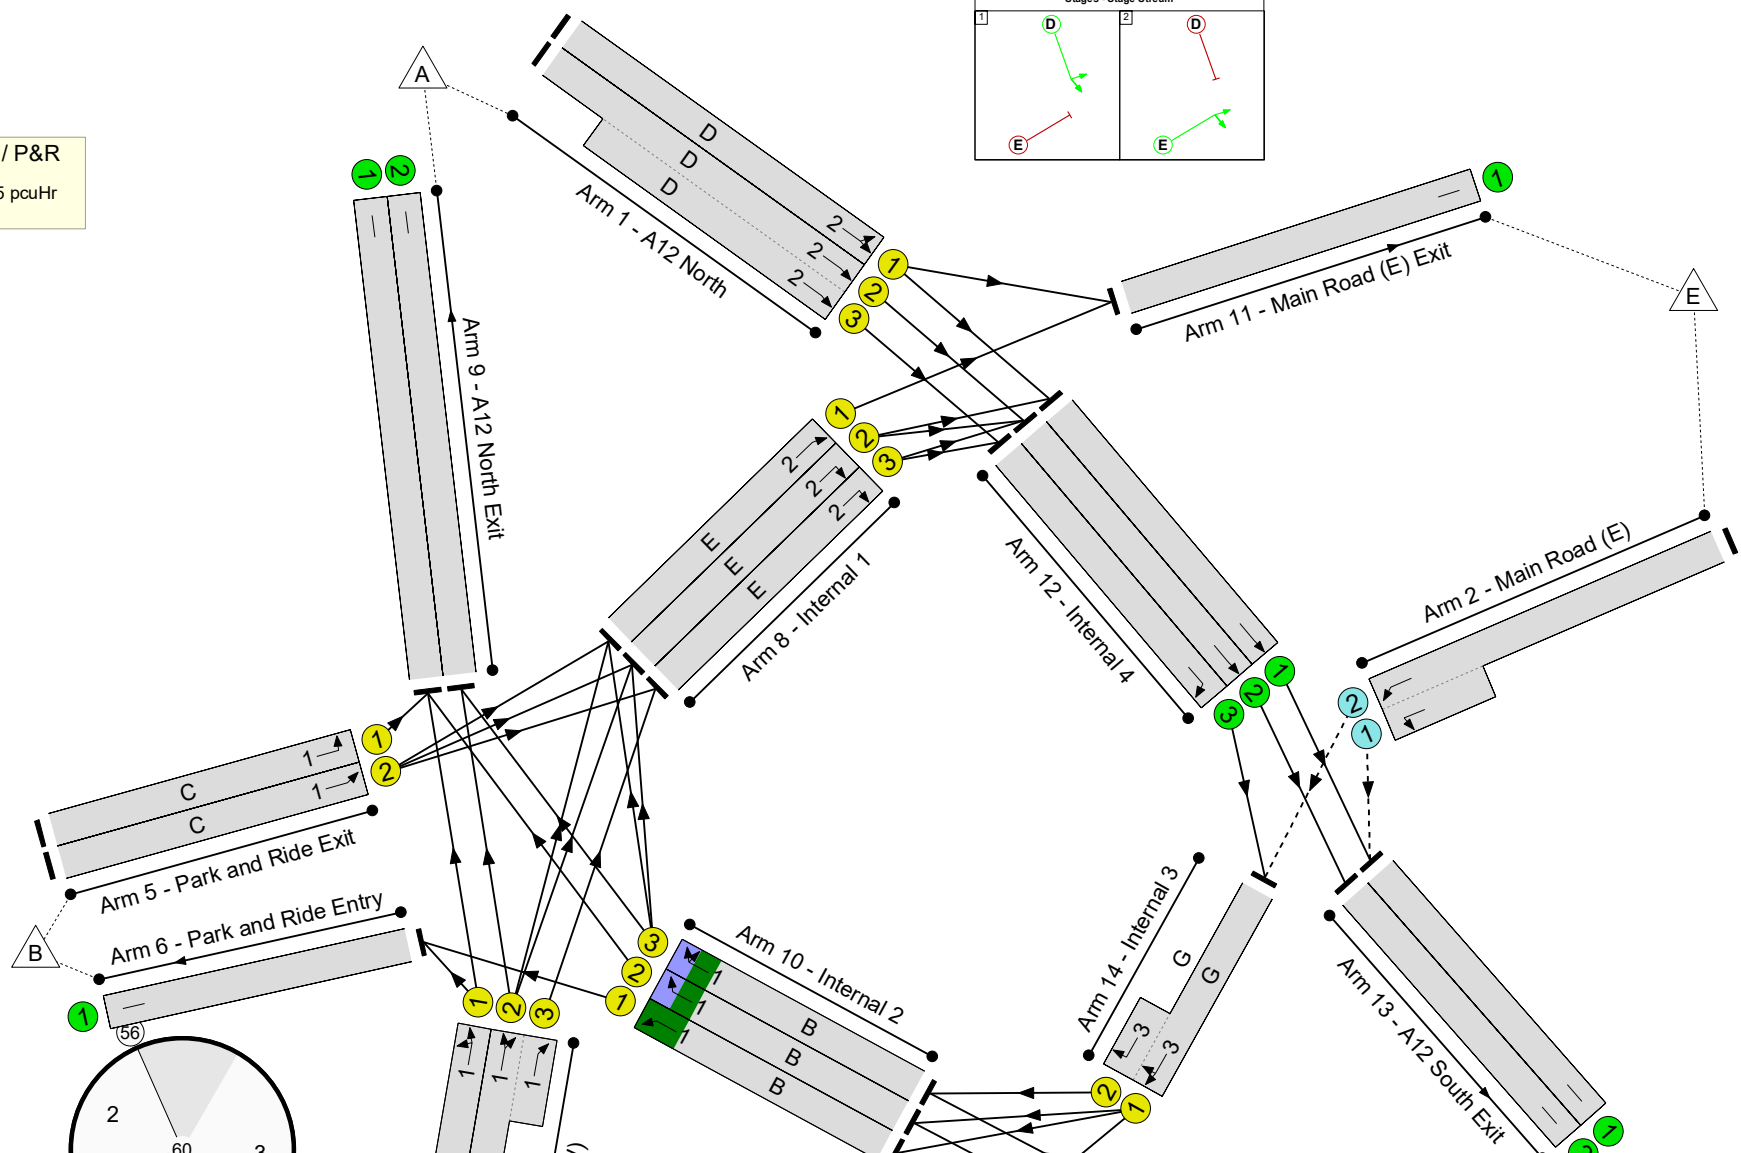 Stages - Stage Stream
1
D
E
2
D
E
/ P&R
5 pcuHr
A
1
2
D
D
D
2
2
2
1
2
3
Arm 1 - A12 North
1
Arm 11 - Main Road (E) Exit
E
Arm 9 - A12 North Exit
1
2
3
2
2
2
E
E
E
Arm 8 - Internal 1
Arm 12 - Internal 4
Arm 2 - Main Road (E)
1
2
3
2
1
C
C
1
1
1
2
Arm 5 - Park and Ride Exit
Arm 6 - Park and Ride Entry
B
1
3
2
1
Arm 10 - Internal 2
1
1
1
B
B
B
1
2
3
1
1
1
Arm 14 - Internal 3
G
G
3
3
2
1
Arm 13 - A12 South Exit
1
56
2
60